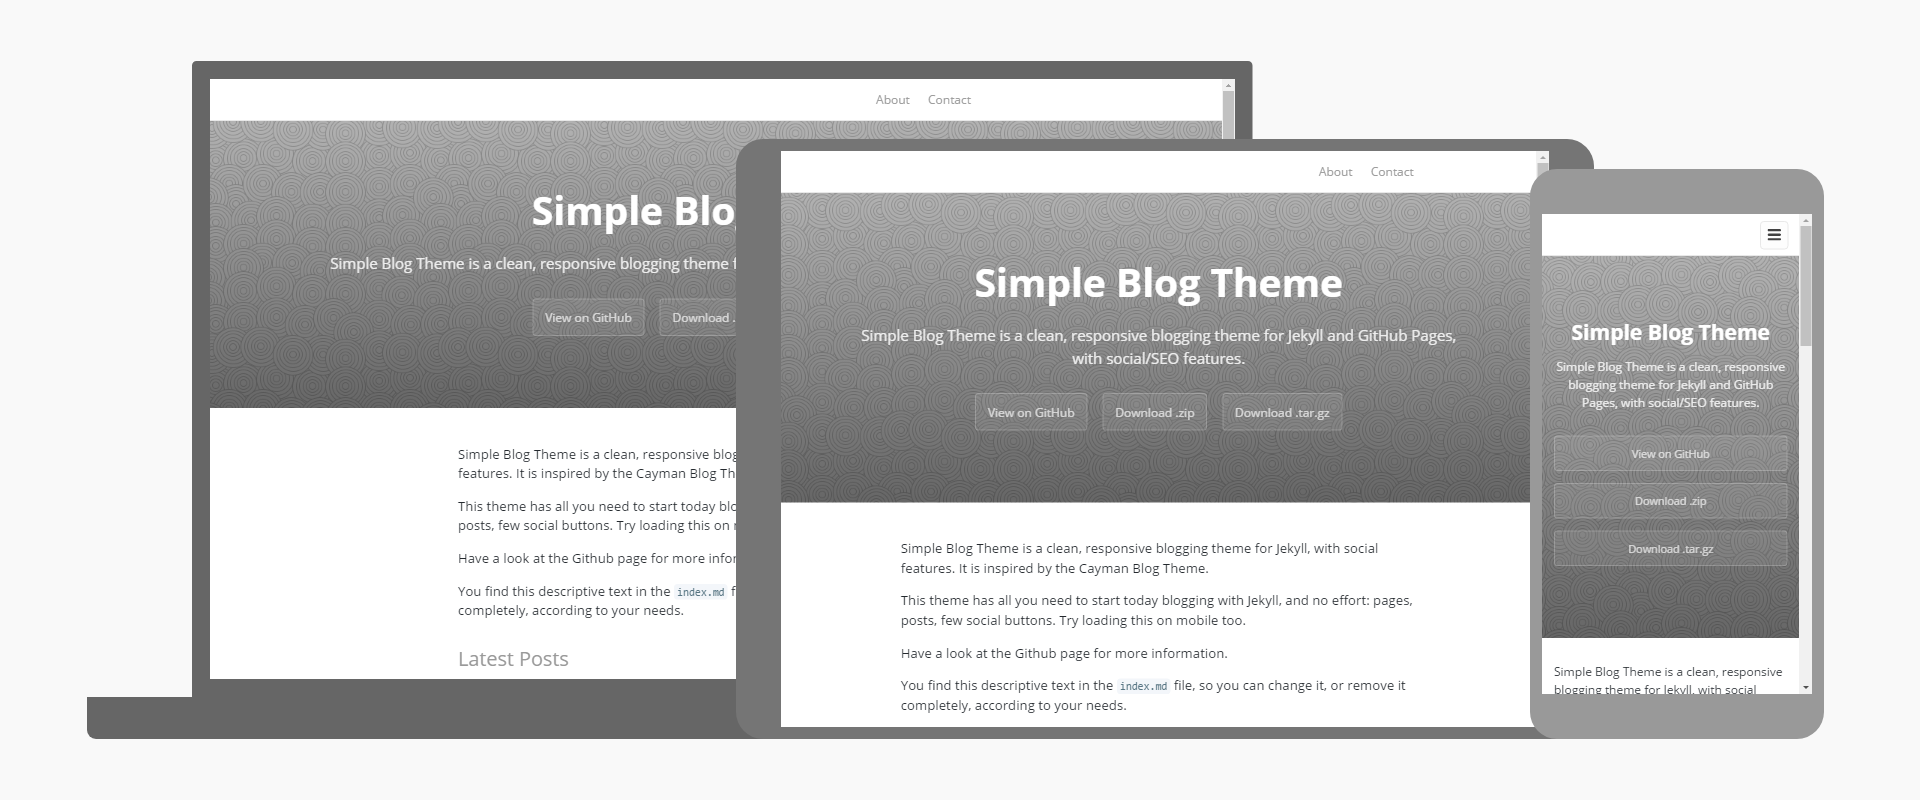 About Contact
Simple Blo
Simple Blog Theme is a clean, responsive blogging theme
View on GitHub Download .
Simple Blog Theme is a clean, responsive blog
features. It is inspired by the Cayman Blog Th
This theme has all you need to start today blo
posts, few social buttons. Try loading this on
Have a look at the Github page for more infor
You find this descriptive text in the index.md f
completely, according to your needs.
Latest Posts
About Contact
Simple Blog Theme
Simple Blog Theme is a clean, responsive blogging theme for Jekyll and GitHub Pages,
with social/SEO features.
View on GitHub Download .zip Download .tar.gz
Simple Blog Theme is a clean, responsive blogging theme for Jekyll, with social
features. It is inspired by the Cayman Blog Theme.
This theme has all you need to start today blogging with Jekyll, and no effort: pages,
posts, few social buttons. Try loading this on mobile too.
Have a look at the Github page for more information.
You find this descriptive text in the index.md file, so you can change it, or remove it
completely, according to your needs.
Simple Blog Theme
Simple Blog Theme is a clean, responsive
blogging theme for Jekyll and GitHub
Pages, with social/SEO features.
View on GitHub
Download .zip
Download .tar.gz
Simple Blog Theme is a clean, responsive
blogging theme for Jekyll, with social